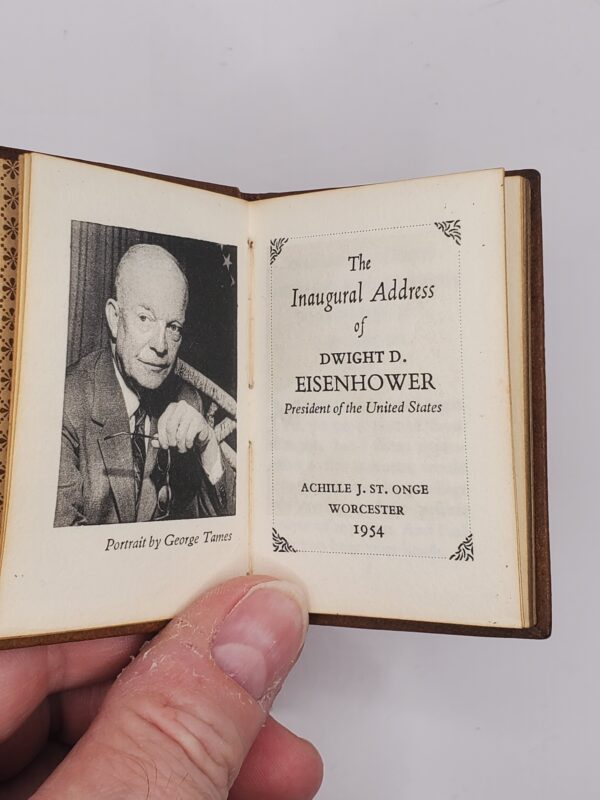 Portrait by George Tames
The
Inaugural Address
of
DWIGHT D.
EISENHOWER
President of the United States
ACHILLE J. ST. ONGE
WORCESTER
1954